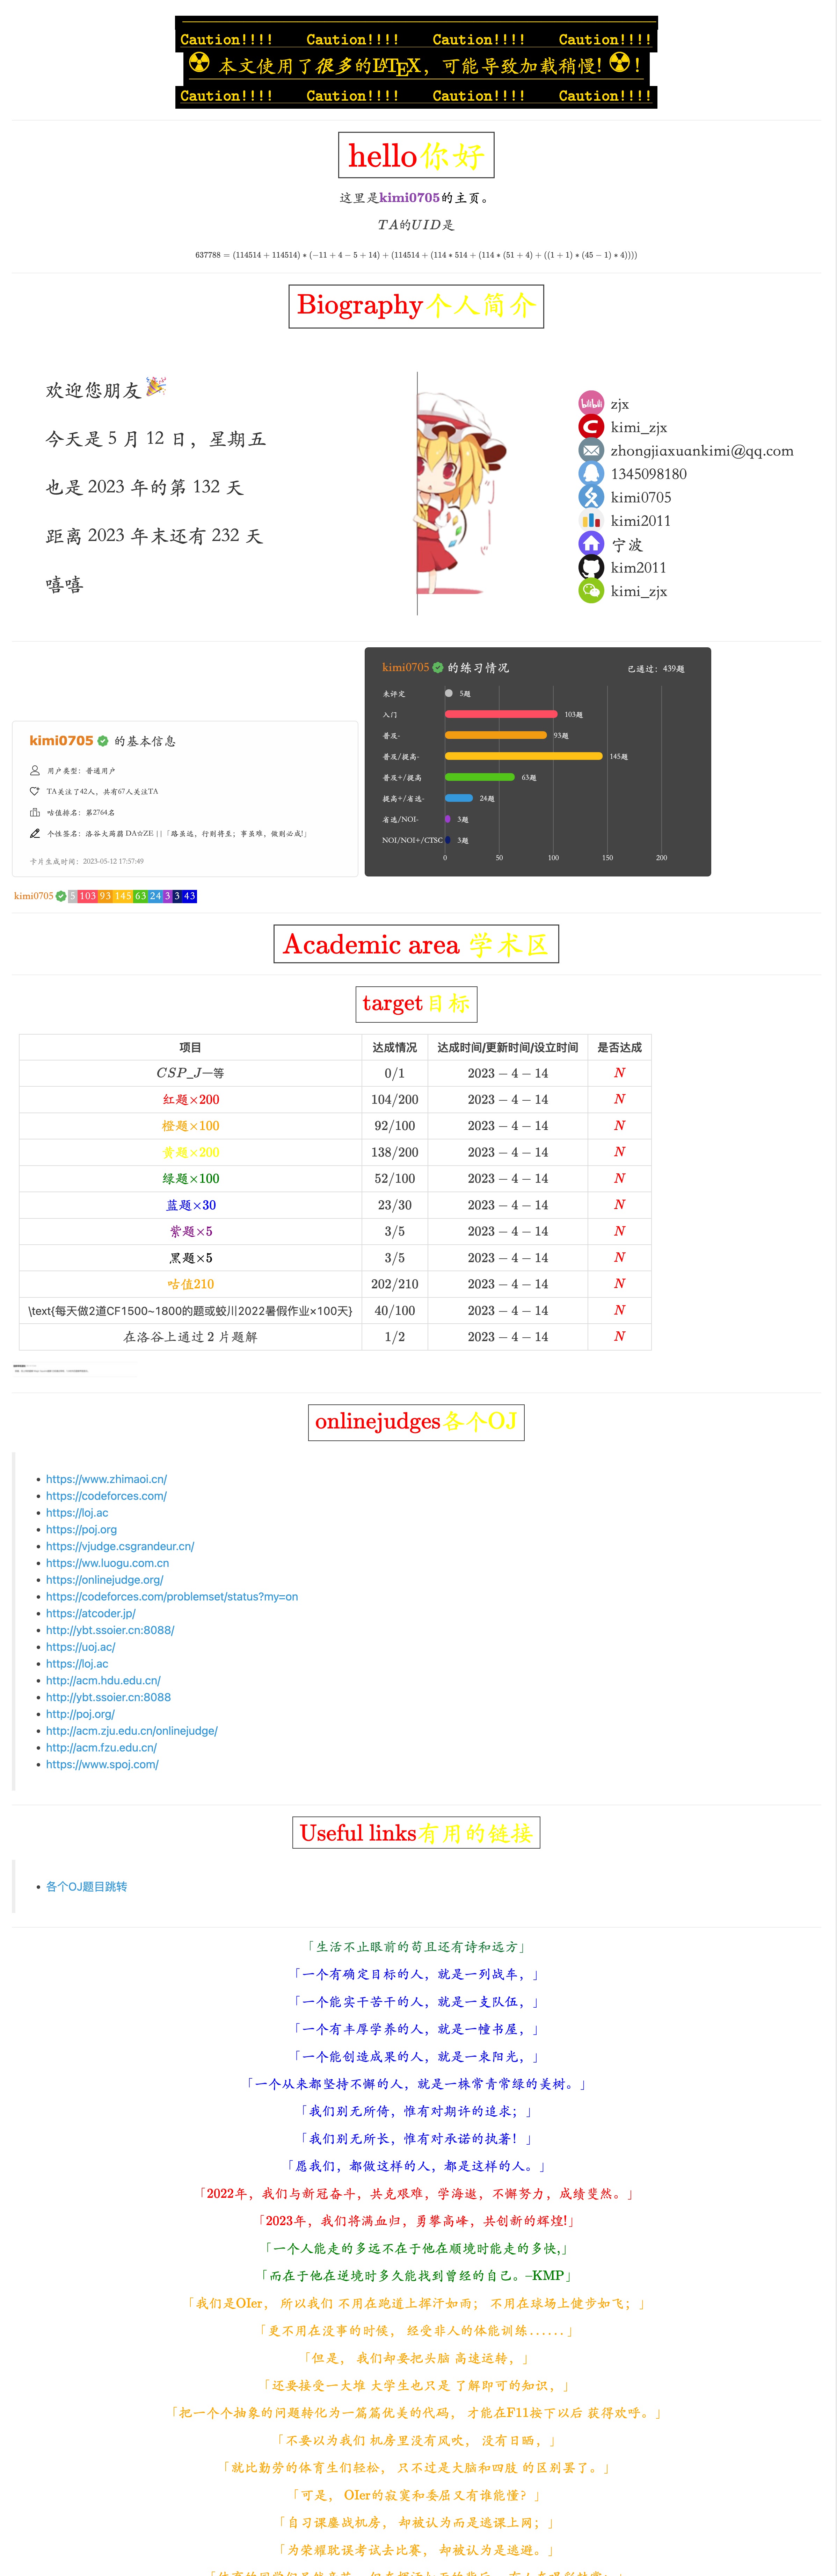 Caution!!!! Caution!!!! Caution!!!! Caution!!!!
☢ 本文使用了很多的LATEX，可能导致加载稍慢! ☢ !
Caution!!!! Caution!!!! Caution!!!! Caution!!!!
hello你好
这里是kimi0705的主页。
TA的UID是
637788 = (114514 + 114514) ∗ (−11 + 4 − 5 + 14) + (114514 + (114 ∗ 514 + (114 ∗ (51 + 4) + ((1 + 1) ∗ (45 − 1) ∗ 4))))
Biography个人简介
欢迎您朋友🎉
今天是 5 月 12 日，星期五
也是 2023 年的第 132 天
距离 2023 年末还有 232 天
嘻嘻
bilibili zjx
kimi_zjx
zhongjiaxuankimi@qq.com
1345098180
kimi0705
kimi2011
宁波
kim2011
kimi_zjx
kimi0705 的基本信息
用户类型：普通用户
TA关注了42人，共有67人关注TA
咕值排名：第2764名
个性签名：洛谷大蒟蒻 DA☆ZE | |「路虽远，行则将至；事虽难，做则必成!」
卡片生成时间：2023-05-12 17:57:49
kimi0705 的练习情况 已通过：439题
未评定 5题
入门 103题
普及- 93题
普及/提高- 145题
普及+/提高 63题
提高+/省选- 24题
省选/NOI- 3题
NOI/NOI+/CTSC 3题
0 50 100 150 200
kimi0705 5 103 93 145 63 24 3 3 43
Academic area 学术区
target目标
项目 达成情况 达成时间/更新时间/设立时间 是否达成
CSP_J一等 0/1 2023 − 4 − 14 N
红题×200 104/200 2023 − 4 − 14 N
橙题×100 92/100 2023 − 4 − 14 N
黄题×200 138/200 2023 − 4 − 14 N
绿题×100 52/100 2023 − 4 − 14 N
蓝题×30 23/30 2023 − 4 − 14 N
紫题×5 3/5 2023 − 4 − 14 N
黑题×5 3/5 2023 − 4 − 14 N
咕值210 202/210 2023 − 4 − 14 N
\text{每天做2道CF1500~1800的题或蛟川2022暑假作业×100天} 40/100 2023 − 4 − 14 N
在洛谷上通过 2 片题解 1/2 2023 − 4 − 14 N
onlinejudges各个OJ
• https://www.zhimaoi.cn/
• https://codeforces.com/
• https://loj.ac
• https://poj.org
• https://vjudge.csgrandeur.cn/
• https://ww.luogu.com.cn
• https://onlinejudge.org/
• https://codeforces.com/problemset/status?my=on
• https://atcoder.jp/
• http://ybt.ssoier.cn:8088/
• https://uoj.ac/
• https://loj.ac
• http://acm.hdu.edu.cn/
• http://ybt.ssoier.cn:8088
• http://poj.org/
• http://acm.zju.edu.cn/onlinejudge/
• http://acm.fzu.edu.cn/
• https://www.spoj.com/
Useful links有用的链接
• 各个OJ题目跳转
「生活不止眼前的苟且还有诗和远方」
「一个有确定目标的人，就是一列战车，」
「一个能实干苦干的人，就是一支队伍，」
「一个有丰厚学养的人，就是一幢书屋，」
「一个能创造成果的人，就是一束阳光，」
「一个从来都坚持不懈的人，就是一株常青常绿的美树。」
「我们别无所倚，惟有对期许的追求；」
「我们别无所长，惟有对承诺的执著！」
「愿我们，都做这样的人，都是这样的人。」
「2022年，我们与新冠奋斗，共克艰难，学海遨，不懈努力，成绩斐然。」
「2023年，我们将满血归，勇攀高峰，共创新的辉煌!」
「一个人能走的多远不在于他在顺境时能走的多快,」
「而在于他在逆境时多久能找到曾经的自己。–KMP」
「我们是OIer， 所以我们 不用在跑道上挥汗如雨； 不用在球场上健步如飞；」
「更不用在没事的时候， 经受非人的体能训练......」
「但是， 我们却要把头脑 高速运转，」
「还要接受一大堆 大学生也只是 了解即可的知识，」
「把一个个抽象的问题转化为一篇篇优美的代码， 才能在F11按下以后 获得欢呼。」
「不要以为我们 机房里没有风吹， 没有日晒，」
「就比勤劳的体育生们轻松， 只不过是大脑和四肢 的区别罢了。」
「可是， OIer的寂寞和委屈又有谁能懂？」
「自习课鏖战机房， 却被认为而是逃课上网；」
「为荣耀耽误考试去比赛， 却被认为是逃避。」